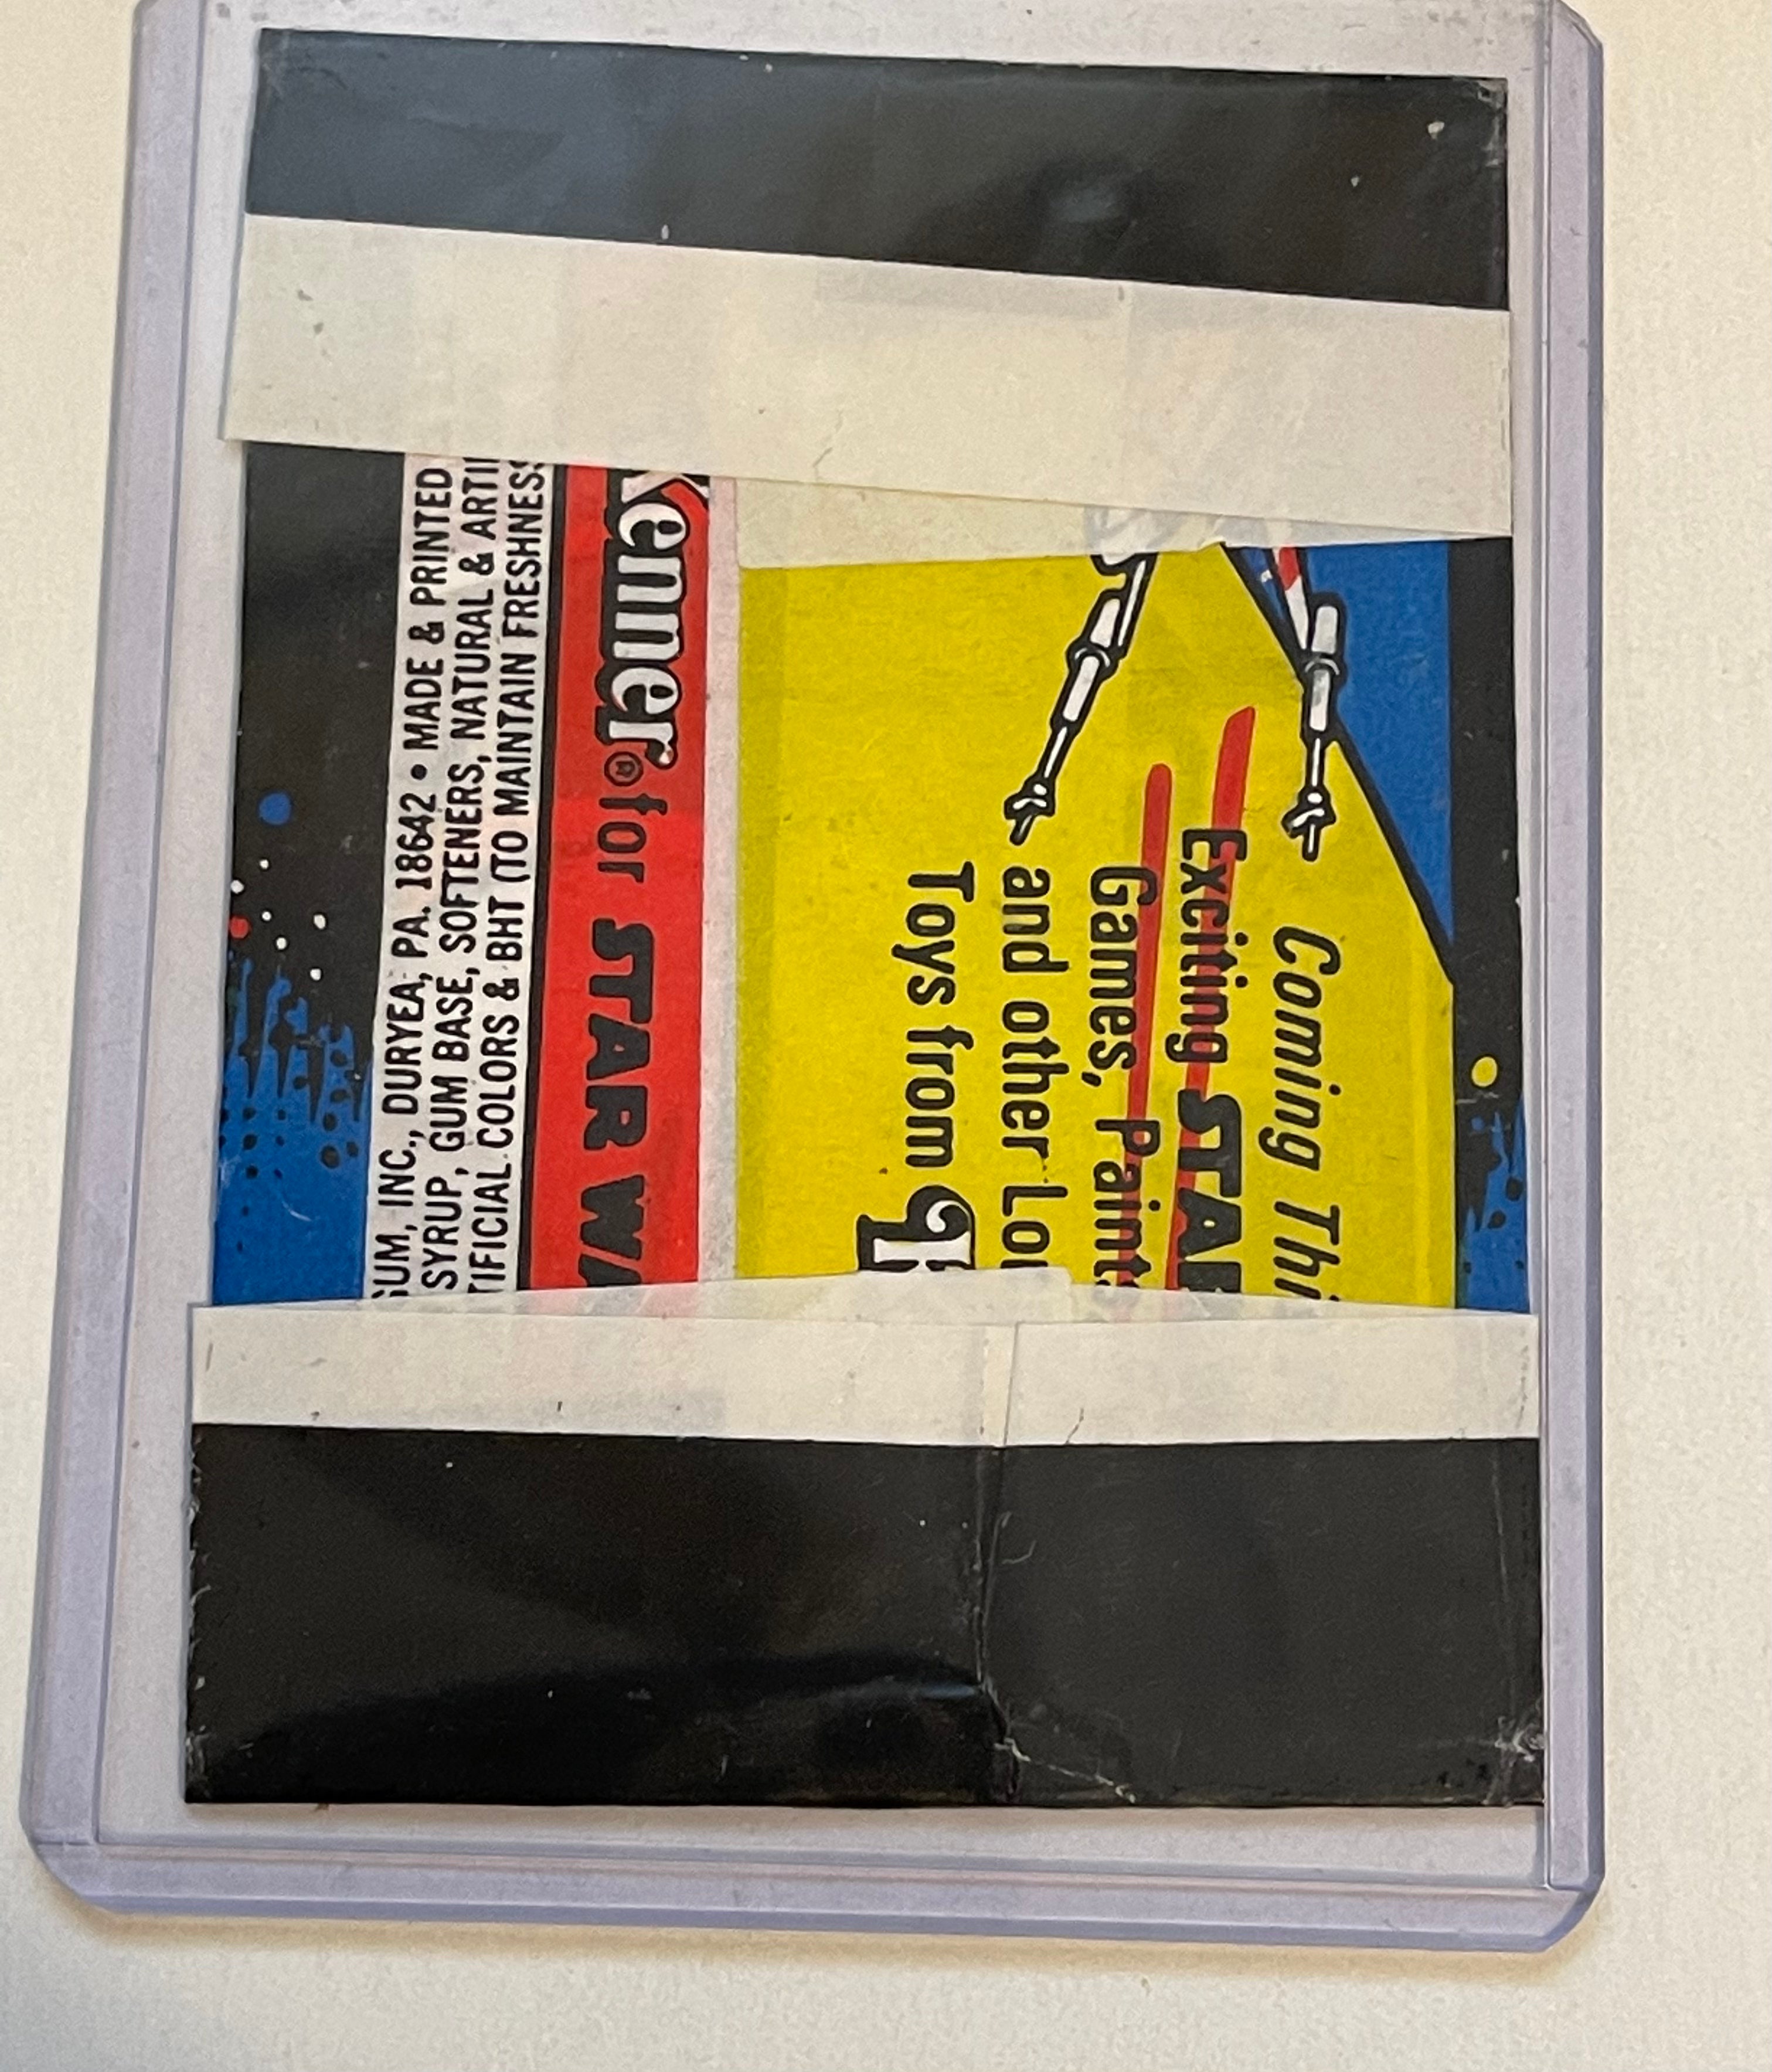 GUM, INC., DURYEA, PA. 18642 • MADE & PRINTED
SYRUP, GUM BASE, SOFTENERS, NATURAL & ARTI
TIFICIAL COLORS & BHT (TO MAINTAIN FRESHNESS
Kenner® for STAR WA
Coming Thi
Exciting STAR
Games, Paint
and other Lo
Toys from